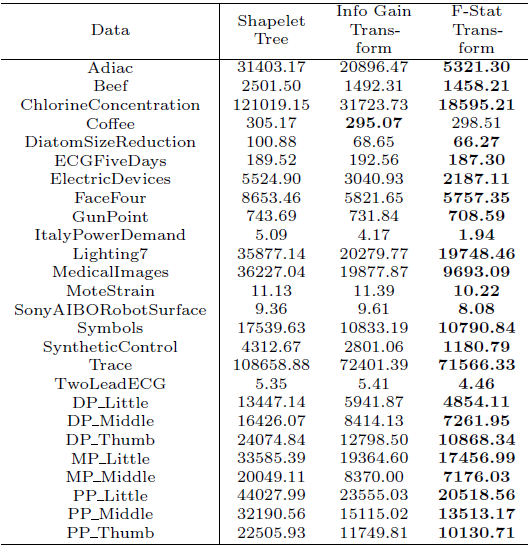 Data Shapelet Tree Info Gain Trans- form F-Stat Trans- form
Adiac 31403.17 20896.47 5321.30
Beef 2501.50 1492.31 1458.21
ChlorineConcentration 121019.15 31723.73 18595.21
Coffee 305.17 295.07 298.51
DiatomSizeReduction 100.88 68.65 66.27
ECGFiveDays 189.52 192.56 187.30
ElectricDevices 5524.90 3040.93 2187.11
FaceFour 8653.46 5821.65 5757.35
GunPoint 743.69 731.84 708.59
ItalyPowerDemand 5.09 4.17 1.94
Lighting7 35877.14 20279.77 19748.46
MedicalImages 36227.04 19877.87 9693.09
MoteStrain 11.13 11.39 10.22
SonyAIBORobotSurface 9.36 9.61 8.08
Symbols 17539.63 10833.19 10790.84
SyntheticControl 4312.67 2801.06 1180.79
Trace 108658.88 72401.39 71566.33
TwoLeadECG 5.35 5.41 4.46
DP_Little 13447.14 5941.87 4854.11
DP_Middle 16426.07 8414.13 7261.95
DP_Thumb 24074.84 12798.50 10868.34
MP_Little 33585.39 19364.60 17456.99
MP_Middle 20049.11 8370.00 7176.03
PP_Little 44027.99 23555.03 20518.56
PP_Middle 32190.56 15115.02 13513.17
PP_Thumb 22505.93 11749.81 10130.71